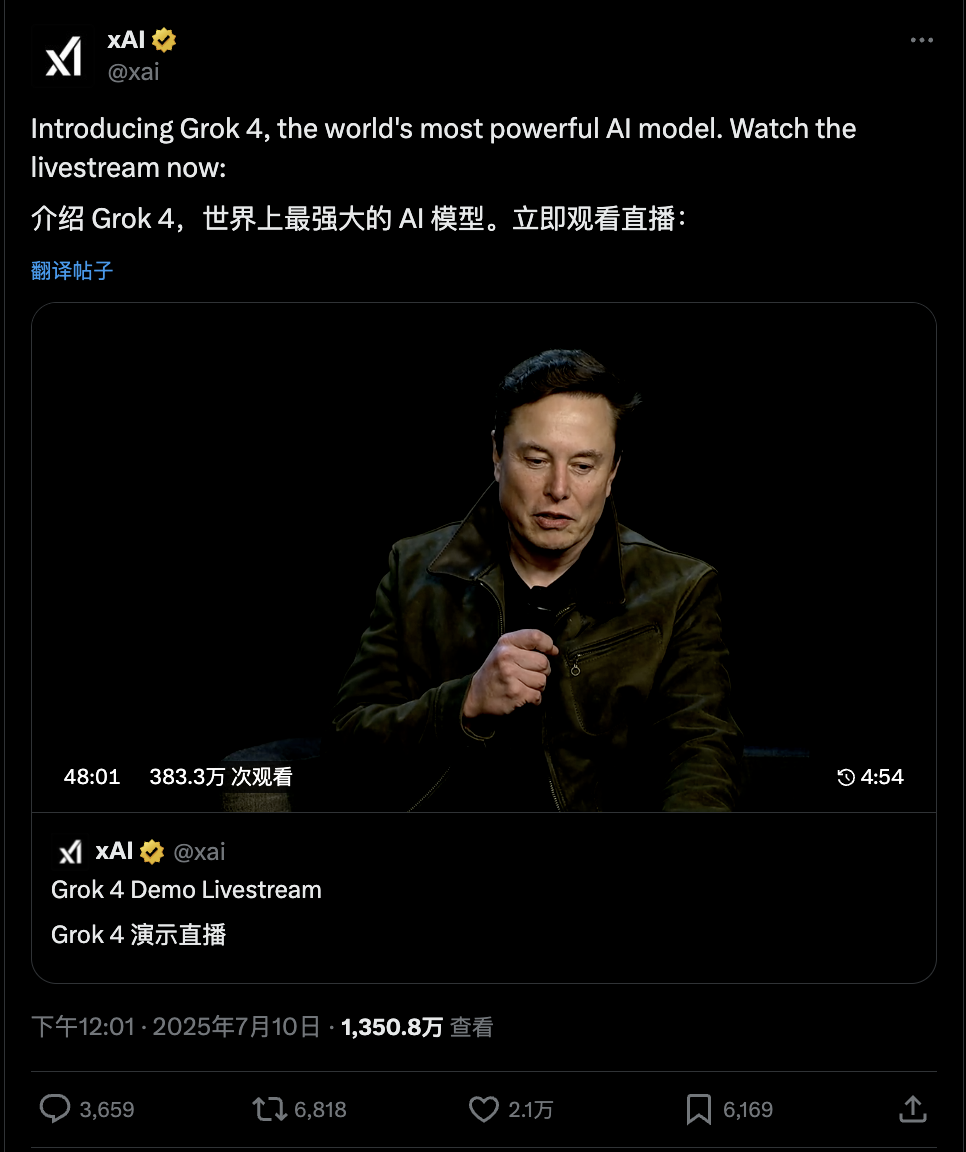 xAI
@xai
Introducing Grok 4, the world's most powerful AI model. Watch the
livestream now:
介绍 Grok 4，世界上最强大的 AI 模型。立即观看直播：
翻译帖子
48:01 383.3万 次观看 4:54
xAI @xai
Grok 4 Demo Livestream
Grok 4 演示直播
下午12:01 · 2025年7月10日 · 1,350.8万 查看
3,659 6,818 2.1万 6,169